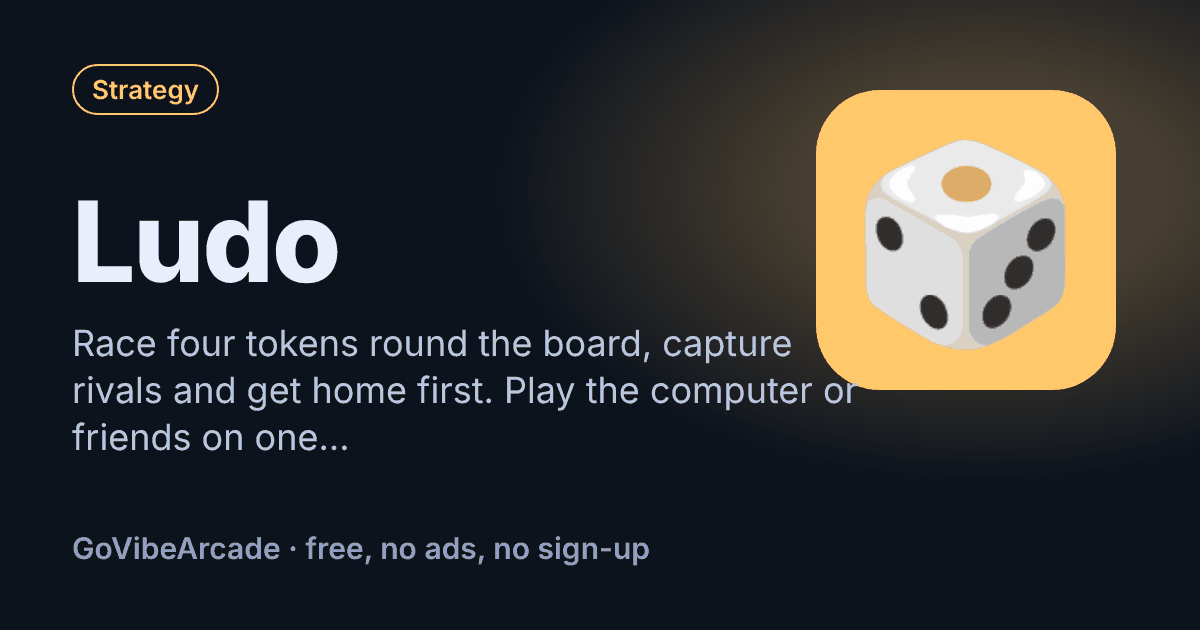 Strategy
Ludo
Race four tokens round the board, capture
rivals and get home first. Play the computer or
friends on one…
GoVibeArcade · free, no ads, no sign-up